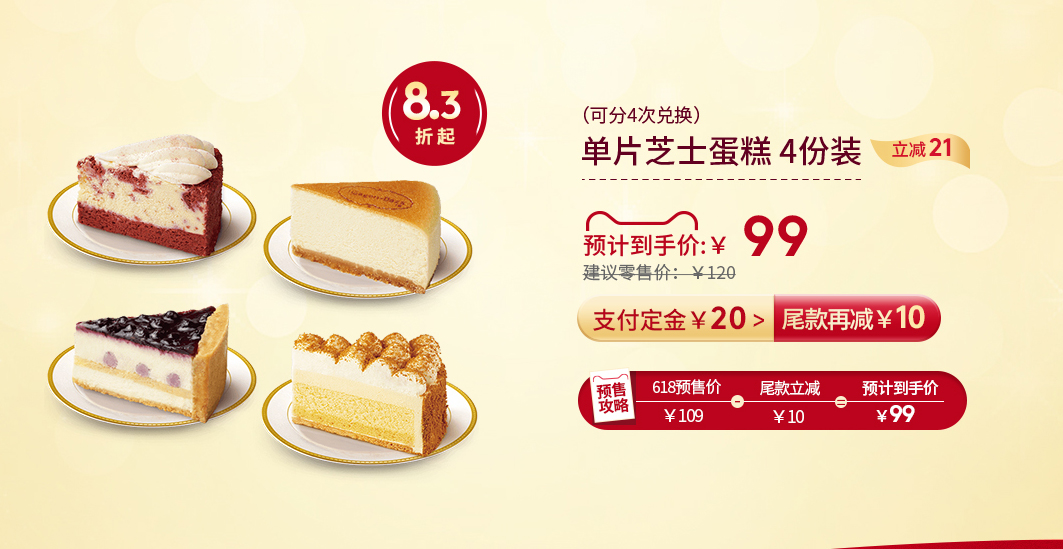 8.3
折起
（可分4次兑换）
单片芝士蛋糕 4份装
立减21
预计到手价:￥99
建议零售价：￥120
支付定金￥20 >
尾款再减￥10
预售
攻略
618预售价
￥109
-
尾款立减
￥10
=
预计到手价
￥99